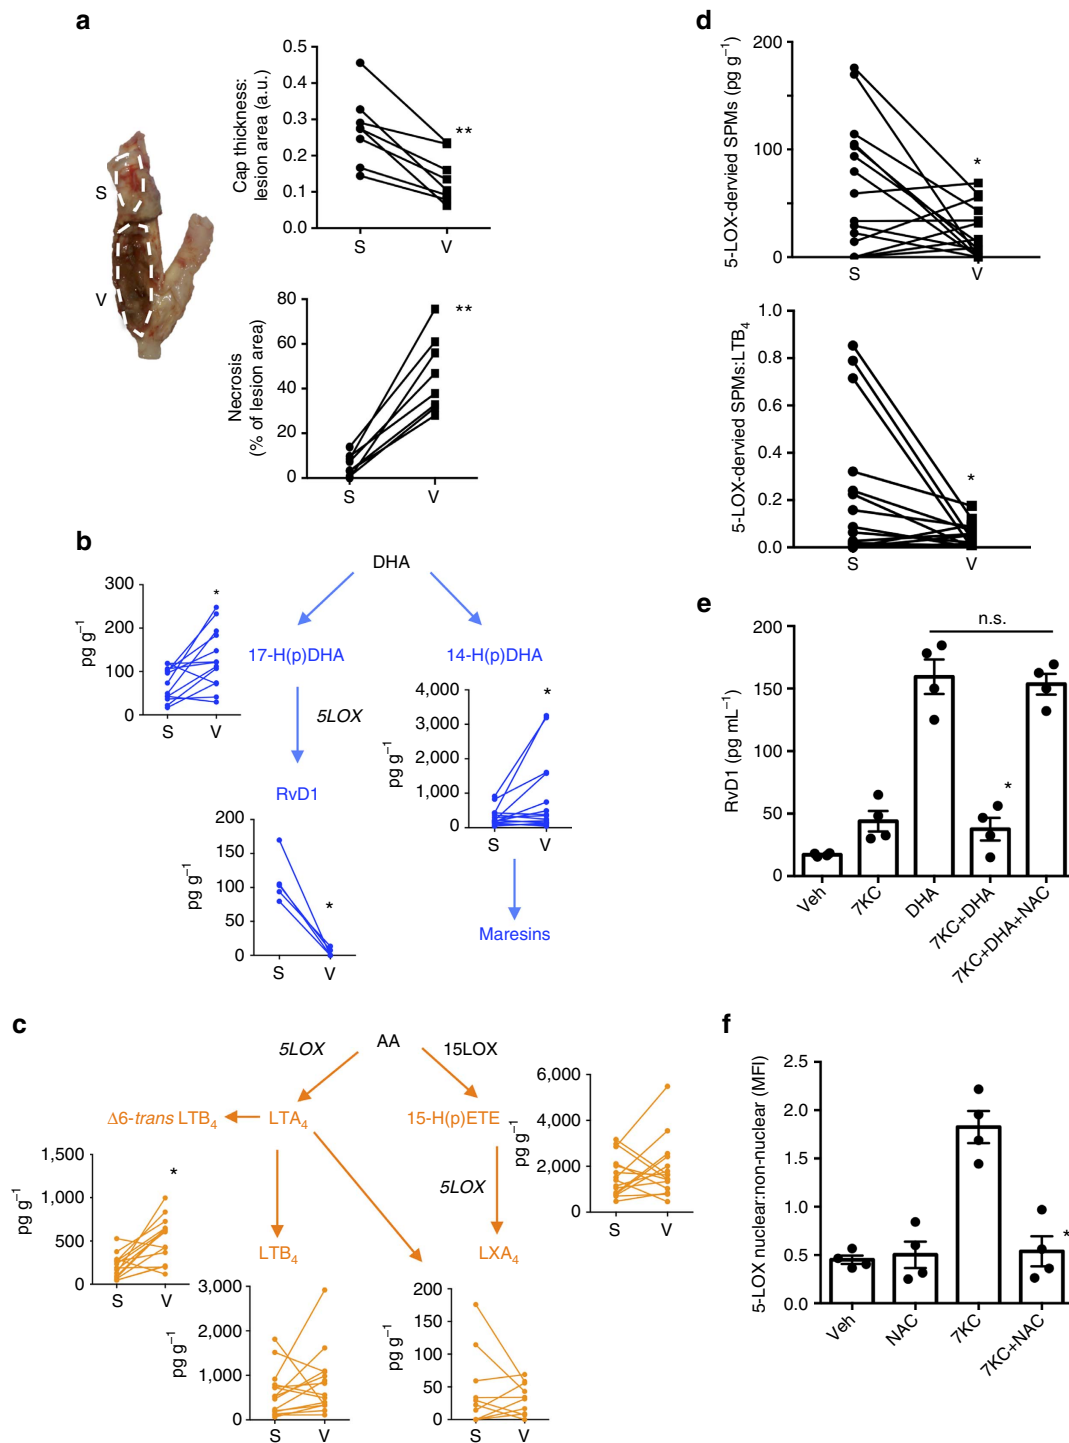 a
S
V
Cap thickness:
lesion area (a.u.)
0.5
0.4
0.3
0.2
0.1
0.0
**
S V
Necrosis
(% of lesion area)
80
60
40
20
0
**
S V
b
DHA
17-H(p)DHA
14-H(p)DHA
5LOX
RvD1
Maresins
pg g⁻¹
300
200
100
0
*
S V
pg g⁻¹
4,000
3,000
2,000
1,000
0
*
S V
pg g⁻¹
200
150
100
50
0
*
S V
c
AA
5LOX
15LOX
Δ6-trans LTB₄
LTA₄
15-H(p)ETE
5LOX
LTB₄
LXA₄
pg g⁻¹
1,500
1,000
500
0
*
S V
pg g⁻¹
6,000
4,000
2,000
0
S V
pg g⁻¹
3,000
2,000
1,000
0
S V
pg g⁻¹
200
150
100
50
0
S V
d
5-LOX-dervied SPMs (pg g⁻¹)
200
100
0
*
S V
5-LOX-dervied SPMs:LTB₄
1.0
0.8
0.6
0.4
0.2
0.0
*
S V
e
RvD1 (pg mL⁻¹)
200
150
100
50
0
n.s.
*
Veh
7KC
DHA
7KC+DHA
7KC+DHA+NAC
f
5-LOX nuclear:non-nuclear (MFI)
2.5
2.0
1.5
1.0
0.5
0.0
*
Veh
NAC
7KC
7KC+NAC